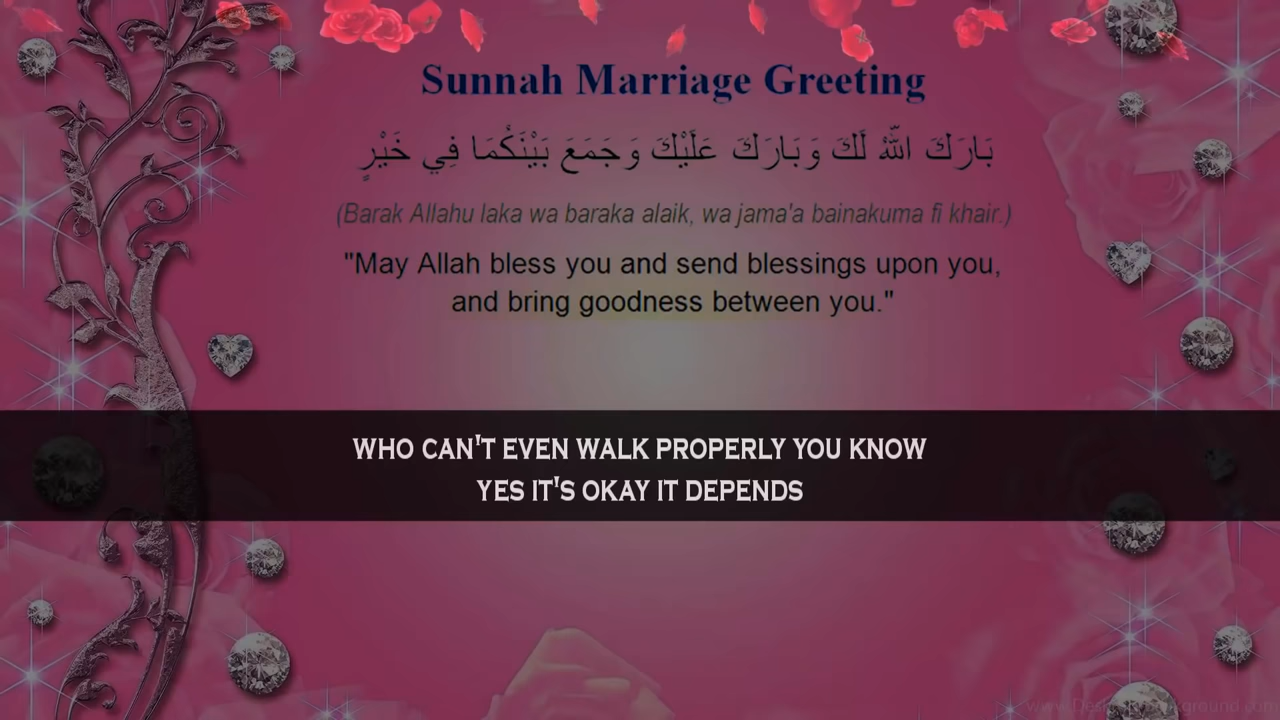 Sunnah Marriage Greeting
بَارَكَ اللَّهُ لَكَ وَبَارَكَ عَلَيْكَ وَجَمَعَ بَيْنَكُمَا فِي خَيْرٍ
(Barak Allahu laka wa baraka alaik, wa jama'a bainakuma fi khair.)
"May Allah bless you and send blessings upon you,
and bring goodness between you."
WHO CAN'T EVEN WALK PROPERLY YOU KNOW
YES IT'S OKAY IT DEPENDS